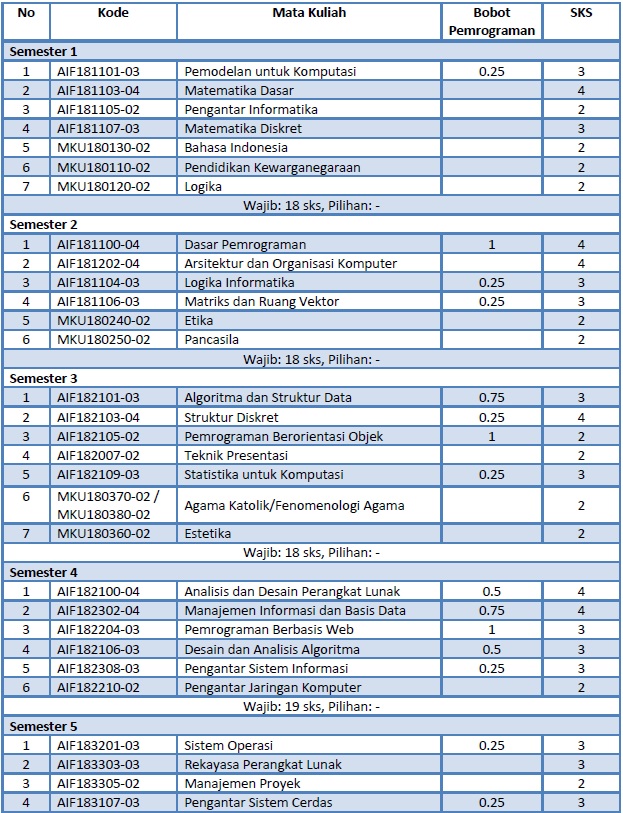 No Kode Mata Kuliah Bobot Pemrograman SKS
Semester 1
1 AIF181101-03 Pemodelan untuk Komputasi 0.25 3
2 AIF181103-04 Matematika Dasar 4
3 AIF181105-02 Pengantar Informatika 2
4 AIF181107-03 Matematika Diskret 3
5 MKU180130-02 Bahasa Indonesia 2
6 MKU180110-02 Pendidikan Kewarganegaraan 2
7 MKU180120-02 Logika 2
Wajib: 18 sks, Pilihan: -
Semester 2
1 AIF181100-04 Dasar Pemrograman 1 4
2 AIF181202-04 Arsitektur dan Organisasi Komputer 4
3 AIF181104-03 Logika Informatika 0.25 3
4 AIF181106-03 Matriks dan Ruang Vektor 0.25 3
5 MKU180240-02 Etika 2
6 MKU180250-02 Pancasila 2
Wajib: 18 sks, Pilihan: -
Semester 3
1 AIF182101-03 Algoritma dan Struktur Data 0.75 3
2 AIF182103-04 Struktur Diskret 0.25 4
3 AIF182105-02 Pemrograman Berorientasi Objek 1 2
4 AIF182007-02 Teknik Presentasi 2
5 AIF182109-03 Statistika untuk Komputasi 0.25 3
6 MKU180370-02 / MKU180380-02 Agama Katolik/Fenomenologi Agama 2
7 MKU180360-02 Estetika 2
Wajib: 18 sks, Pilihan: -
Semester 4
1 AIF182100-04 Analisis dan Desain Perangkat Lunak 0.5 4
2 AIF182302-04 Manajemen Informasi dan Basis Data 0.75 4
3 AIF182204-03 Pemrograman Berbasis Web 1 3
4 AIF182106-03 Desain dan Analisis Algoritma 0.5 3
5 AIF182308-03 Pengantar Sistem Informasi 0.25 3
6 AIF182210-02 Pengantar Jaringan Komputer 2
Wajib: 19 sks, Pilihan: -
Semester 5
1 AIF183201-03 Sistem Operasi 0.25 3
2 AIF183303-03 Rekayasa Perangkat Lunak 3
3 AIF183305-02 Manajemen Proyek 2
4 AIF183107-03 Pengantar Sistem Cerdas 0.25 3